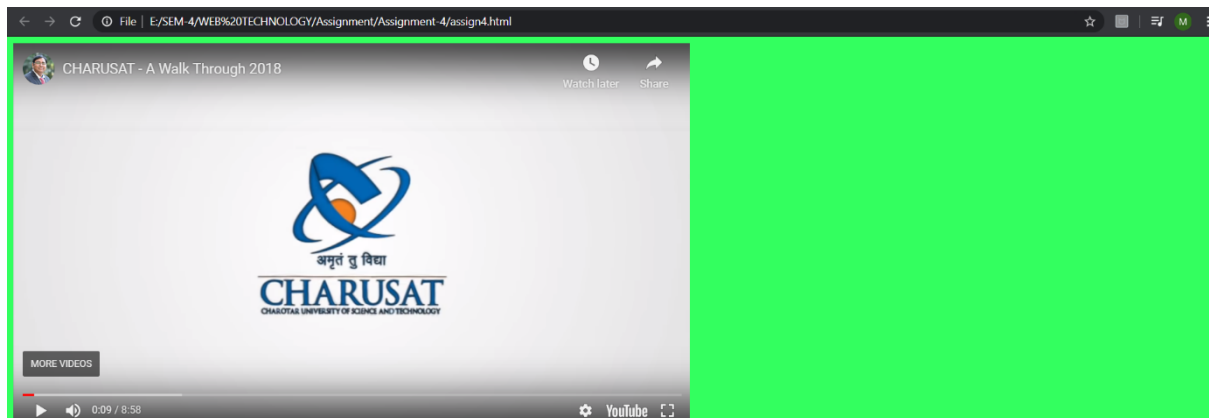 File | E:/SEM-4/WEB%20TECHNOLOGY/Assignment/Assignment-4/assign4.html
M
CHARUSAT - A Walk Through 2018
Watch later
Share
अमृतं तु विद्या
CHARUSAT
CHAROTAR UNIVERSITY OF SCIENCE AND TECHNOLOGY
MORE VIDEOS
0:09 / 8:58
YouTube